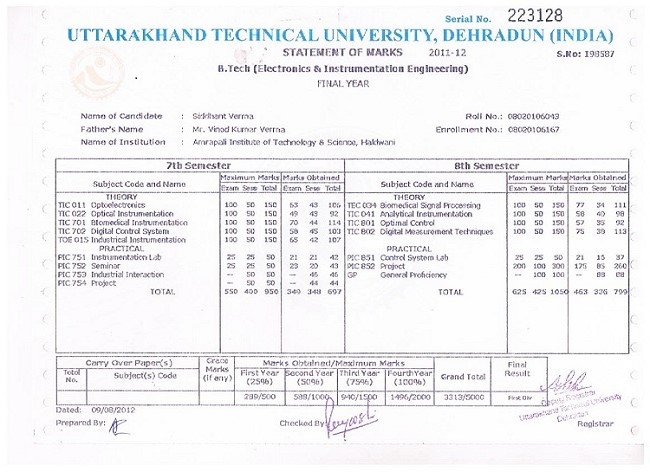 Serial No. 223128
UTTARAKHAND TECHNICAL UNIVERSITY, DEHRADUN (INDIA)
STATEMENT OF MARKS 2011-12 S.No: 198587
B.Tech (Electronics & Instrumentation Engineering)
FINAL YEAR
Name of Candidate : Sikhant Verma Roll No.: 08020106043
Father's Name : Mr. Vinod Kumar Verma Enrollment No.: 08020106167
Name of Institution : Amrapali Institute of Technology & Science, Haldwani
7th Semester 8th Semester
Subject Code and Name Maximum Marks Marks Obtained Subject Code and Name Maximum Marks Marks Obtained
Exam Sess Total Exam Sess Total Exam Sess Total Exam Sess Total
THEORY THEORY
TIC 011 Optoelectronics 100 50 150 63 43 106 TEC 034 Biomedical Signal Processing 100 50 150 77 34 111
TIC 022 Optical Instrumentation 100 50 150 49 43 92 TIC 041 Analytical Instrumentation 100 50 150 58 40 98
TIC 701 Biomedical Instrumentation 100 50 150 70 44 114 TIC 801 Optimal Control 100 50 150 57 35 92
TIC 702 Digital Control System 100 50 150 58 45 103 TIC 802 Digital Measurement Techniques 100 50 150 75 38 113
TOE 01S Industrial Instrumentation 100 50 150 65 42 107
PRACTICAL PRACTICAL
PIC 751 Instrumentation Lab 25 25 50 21 21 42 PIC 851 Control System Lab 25 25 50 21 16 37
PIC 752 Seminar 25 25 50 23 20 43 PIC 852 Project 200 100 300 175 85 260
PIC 753 Industrial Interaction -- 50 50 -- 46 46 GP General Proficiency -- 100 100 -- 88 88
PIC 754 Project -- 50 50 -- 44 44
TOTAL 550 400 950 349 348 697 TOTAL 625 425 1050 463 336 799
Carry Over Paper(s) Grace Marks (if any) Marks Obtained/Maximum Marks Final Result
Total No. Subject(s) Code First Year (25%) Second Year (50%) Third Year (75%) FourthYear (100%) Grand Total
289/500 588/1000 940/1500 1496/2000 3313/5000 First Div
Deputy Registrar
Uttarakhand Technical University
Dehradun
Dated: 09/08/2012
Prepared By: Checked By: Registrar